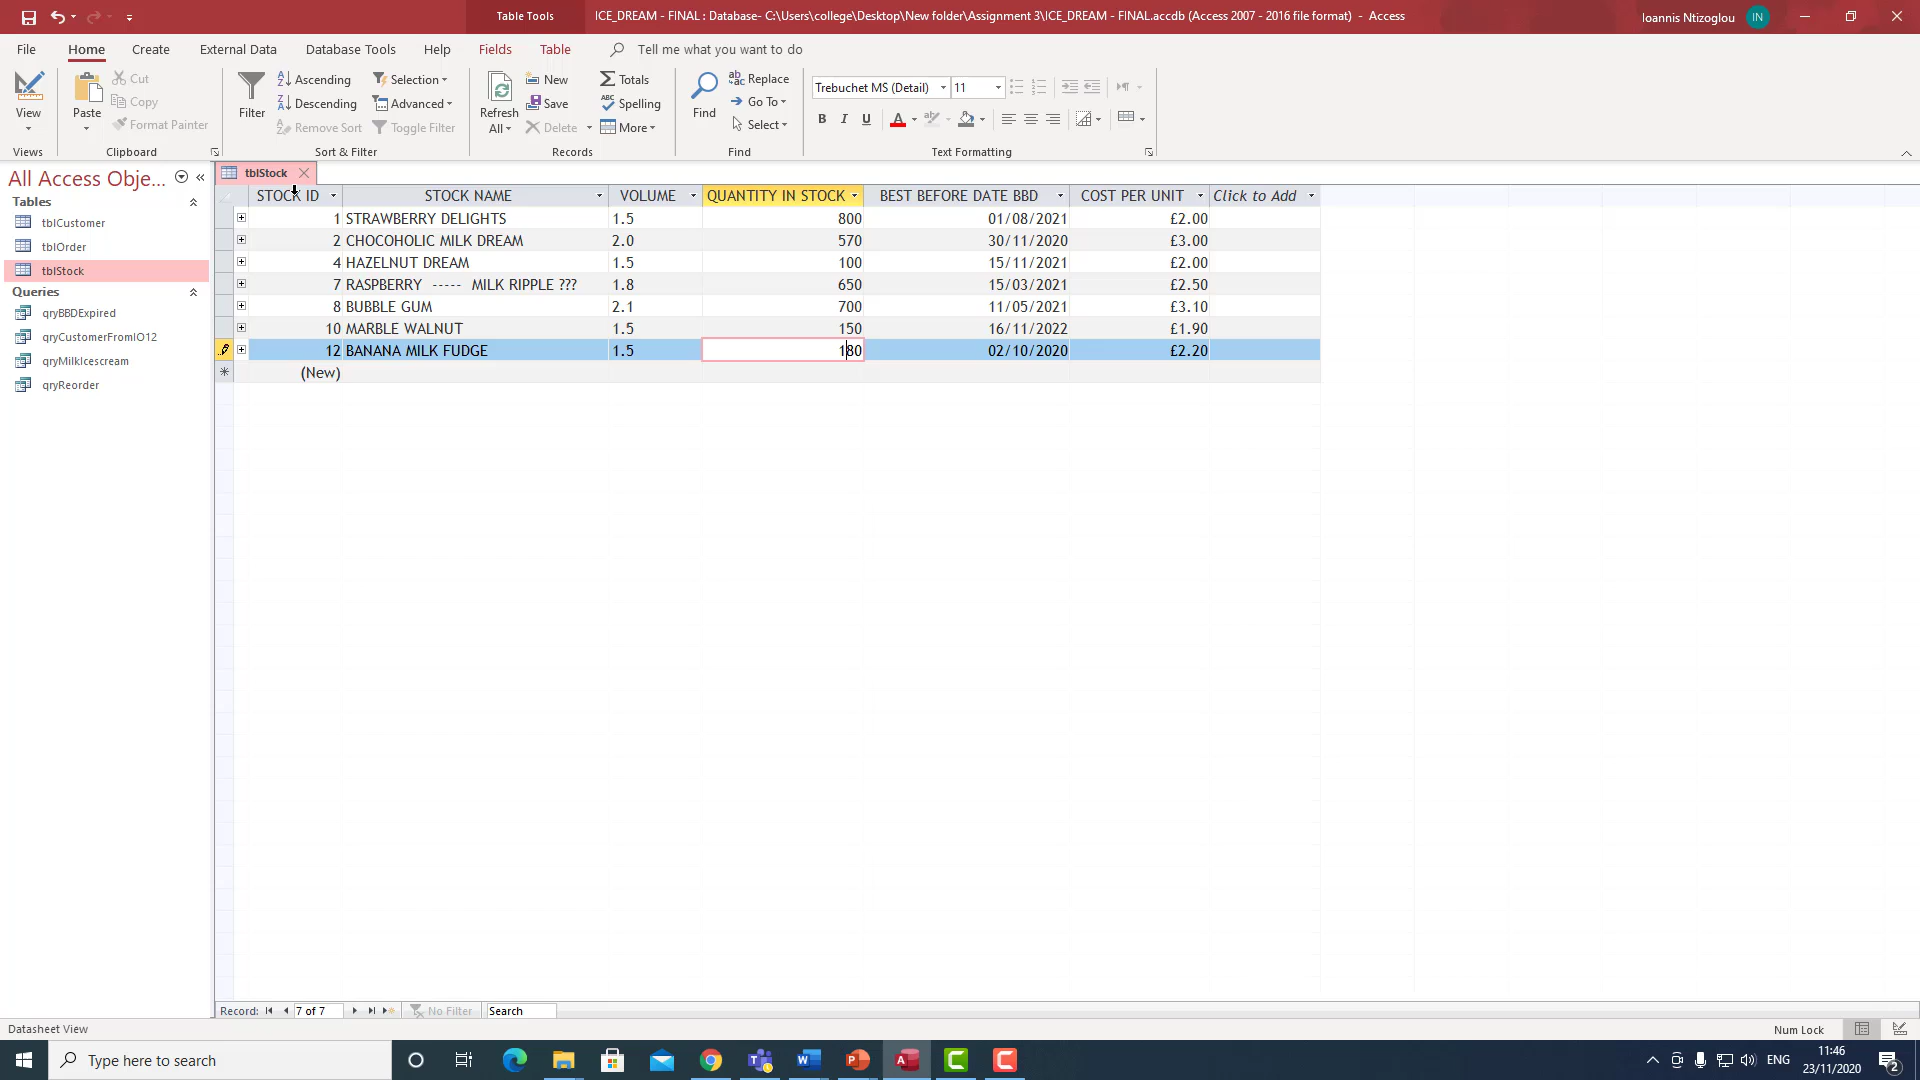 Table Tools
ICE_DREAM - FINAL : Database- C:\Users\college\Desktop\New folder\Assignment 3\ICE_DREAM - FINAL.accdb (Access 2007 - 2016 file format) - Access
Ioannis Ntizoglou IN
File Home Create External Data Database Tools Help Fields Table Tell me what you want to do
View
Views
Paste
Cut
Copy
Format Painter
Clipboard
Filter
Ascending
Descending
Remove Sort
Selection
Advanced
Toggle Filter
Sort & Filter
Refresh
All
New
Save
Delete
Totals
Spelling
More
Records
Find
Replace
Go To
Select
Find
Trebuchet MS (Detail) 11
B I U A
Text Formatting
All Access Obje...
Tables
tblCustomer
tblOrder
tblStock
Queries
qryBBDExpired
qryCustomerFromIO12
qryMilkIcescream
qryReorder
tblStock
STOCK ID STOCK NAME VOLUME QUANTITY IN STOCK BEST BEFORE DATE BBD COST PER UNIT Click to Add
1 STRAWBERRY DELIGHTS 1.5 800 01/08/2021 £2.00
2 CHOCOHOLIC MILK DREAM 2.0 570 30/11/2020 £3.00
4 HAZELNUT DREAM 1.5 100 15/11/2021 £2.00
7 RASPBERRY ----- MILK RIPPLE ??? 1.8 650 15/03/2021 £2.50
8 BUBBLE GUM 2.1 700 11/05/2021 £3.10
10 MARBLE WALNUT 1.5 150 16/11/2022 £1.90
12 BANANA MILK FUDGE 1.5 180 02/10/2020 £2.20
(New)
Record: 7 of 7 No Filter Search
Datasheet View
Num Lock
Type here to search
ENG
11:46
23/11/2020
2